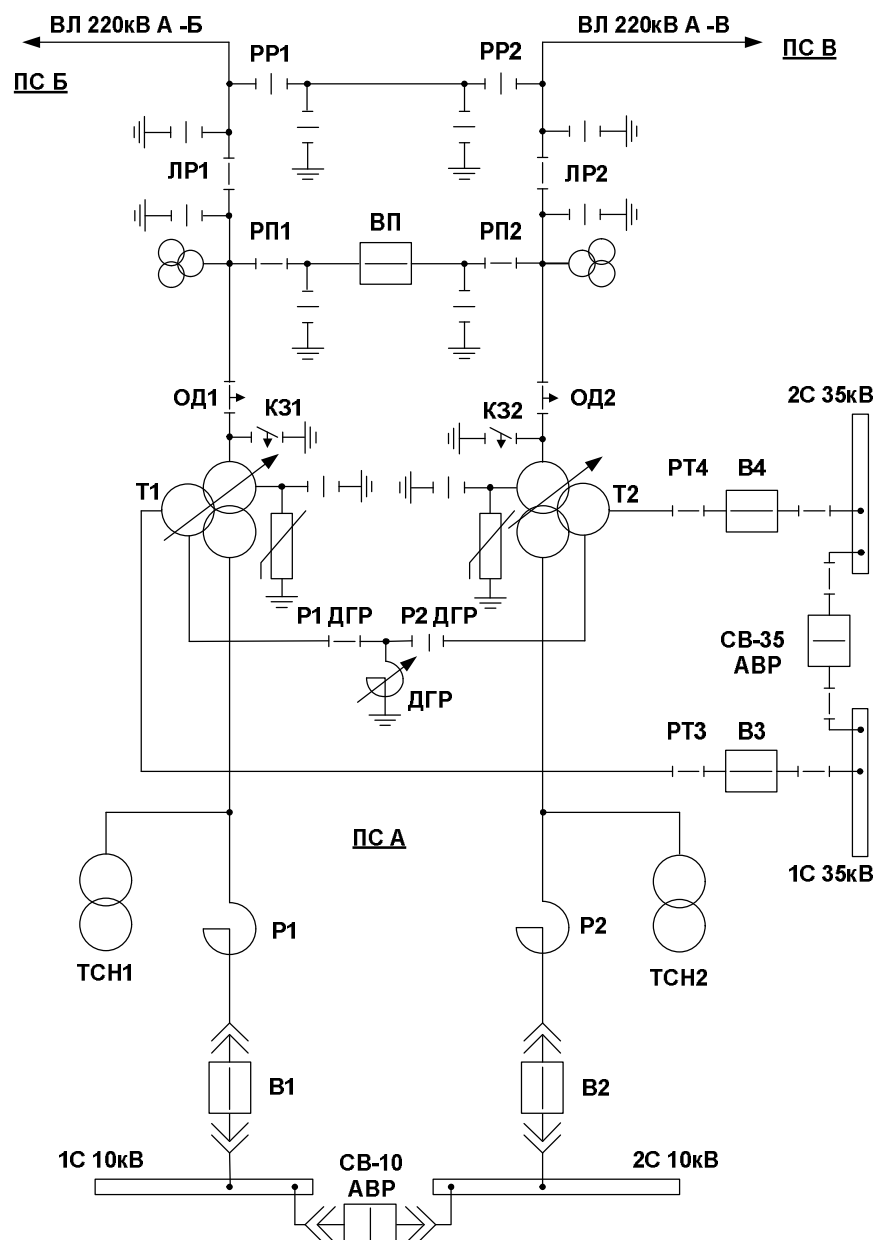 ВЛ 220кВ А -Б
ВЛ 220кВ А -В
ПС Б
РР1
РР2
ПС В
ЛР1
ЛР2
РП1
ВП
РП2
ОД1
КЗ1
КЗ2
ОД2
2С 35кВ
Т1
Т2
РТ4
В4
Р1 ДГР
Р2 ДГР
СВ-35
АВР
ДГР
РТ3
В3
ПС А
1С 35кВ
Р1
Р2
ТСН1
ТСН2
В1
В2
1С 10кВ
СВ-10
АВР
2С 10кВ